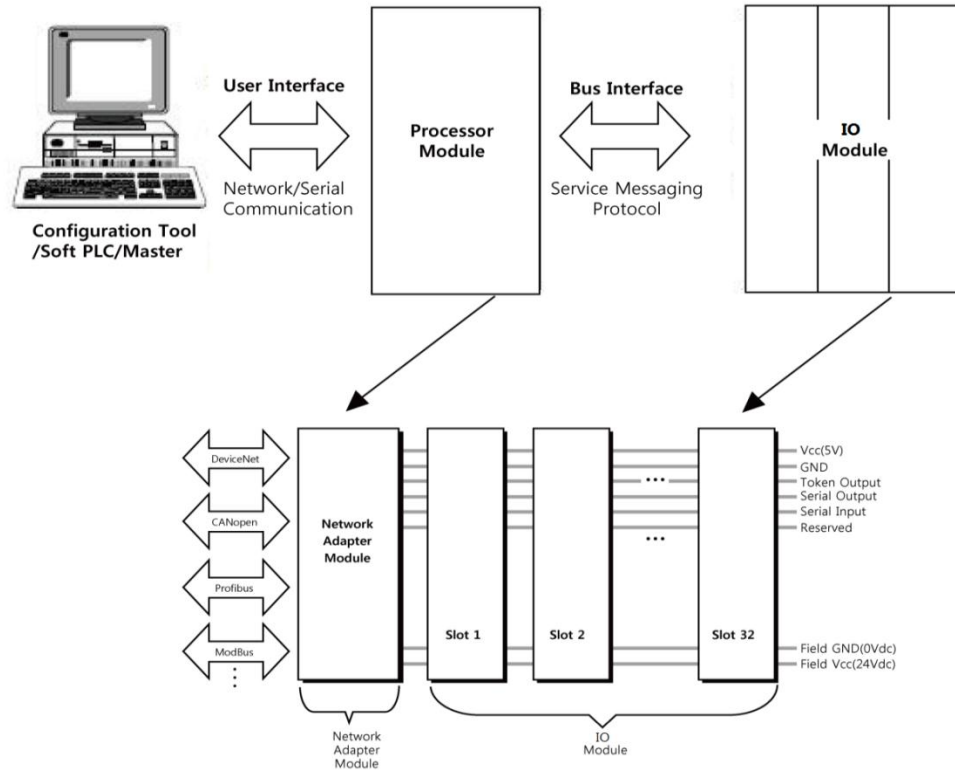 User Interface
Network/Serial
Communication
Configuration Tool
/Soft PLC/Master
Processor
Module
Bus Interface
Service Messaging
Protocol
IO
Module
DeviceNet
CANopen
Profibus
ModBus
Network
Adapter
Module
Slot 1
Slot 2
Slot 32
Vcc(5V)
GND
Token Output
Serial Output
Serial Input
Reserved
Field GND(0Vdc)
Field Vcc(24Vdc)
Network
Adapter
Module
IO
Module